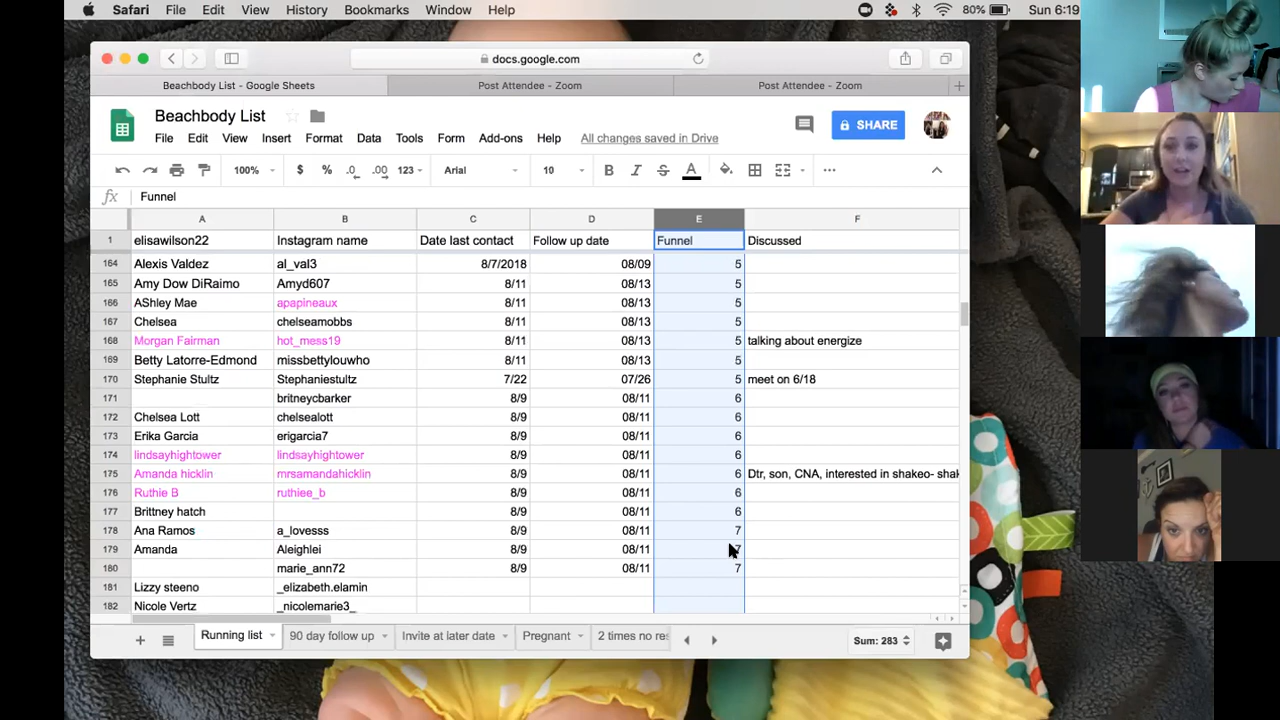 Safari File Edit View History Bookmarks Window Help 80% Sun 6:19
docs.google.com
Beachbody List - Google Sheets Post Attendee - Zoom Post Attendee - Zoom
Beachbody List
File Edit View Insert Format Data Tools Form Add-ons Help All changes saved in Drive SHARE
100% $ % .0 .00 123 Arial 10 B I S A
fx Funnel
A B C D E F
1 elisawilson22 Instagram name Date last contact Follow up date Funnel Discussed
164 Alexis Valdez al_val3 8/7/2018 08/09 5
165 Amy Dow DiRaimo Amyd607 8/11 08/13 5
166 AShley Mae apapineaux 8/11 08/13 5
167 Chelsea chelseamobbs 8/11 08/13 5
168 Morgan Fairman hot_mess19 8/11 08/13 5 talking about energize
169 Betty Latorre-Edmond missbettylouwho 8/11 08/13 5
170 Stephanie Stultz Stephaniestultz 7/22 07/26 5 meet on 6/18
171 britneycbarker 8/9 08/11 6
172 Chelsea Lott chelsealott 8/9 08/11 6
173 Erika Garcia erigarcia7 8/9 08/11 6
174 lindsayhightower lindsayhightower 8/9 08/11 6
175 Amanda hicklin mrsamandahicklin 8/9 08/11 6 Dtr, son, CNA, interested in shakeo- shak
176 Ruthie B ruthiee_b 8/9 08/11 6
177 Brittney hatch 8/9 08/11 6
178 Ana Ramos a_lovesss 8/9 08/11 7
179 Amanda Aleighlei 8/9 08/11 7
180 marie_ann72 8/9 08/11 7
181 Lizzy steeno _elizabeth.elamin
182 Nicole Vertz _nicolemarie3_
Running list 90 day follow up Invite at later date Pregnant 2 times no res Sum: 283